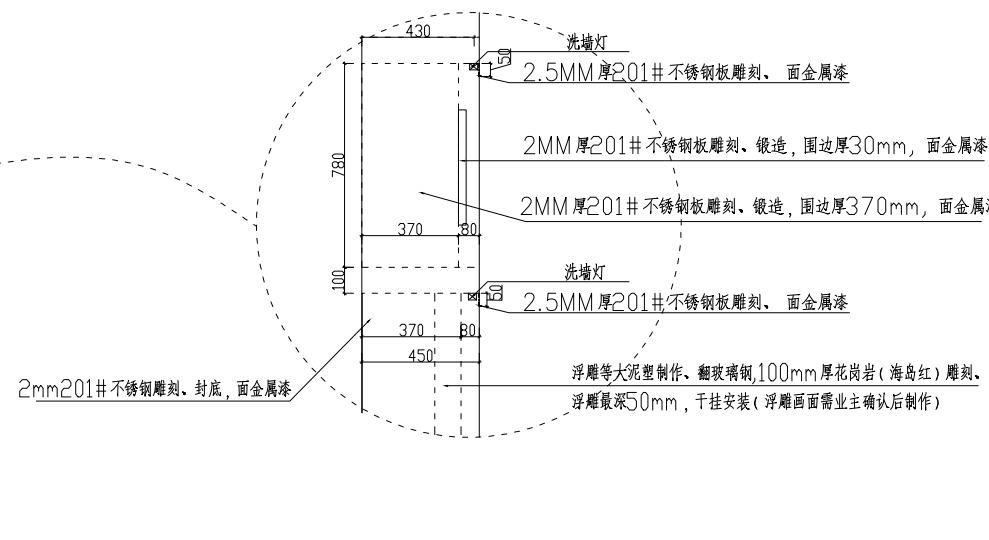 430
洗墙灯
50
2.5MM厚201#不锈钢板雕刻、 面金属漆
2MM厚201#不锈钢板雕刻、锻造，围边厚30mm，面金属漆
780
2MM厚201#不锈钢板雕刻、锻造，围边厚370mm，面金属
370
80
100
洗墙灯
50
2.5MM厚201#不锈钢板雕刻、 面金属漆
370
80
450
2mm201#不锈钢雕刻、封底，面金属漆
浮雕等大泥塑制作、翻玻璃钢,100mm厚花岗岩(海岛红)雕刻、
浮雕最深50mm，干挂安装(浮雕画面需业主确认后制作)